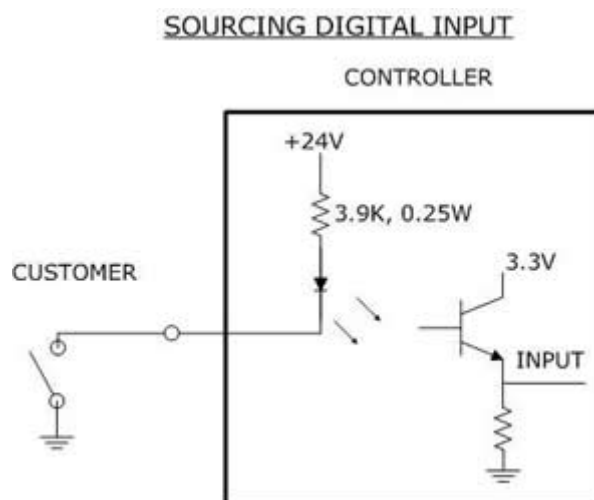 SOURCING DIGITAL INPUT
CONTROLLER
+24V
3.9K, 0.25W
CUSTOMER
3.3V
INPUT